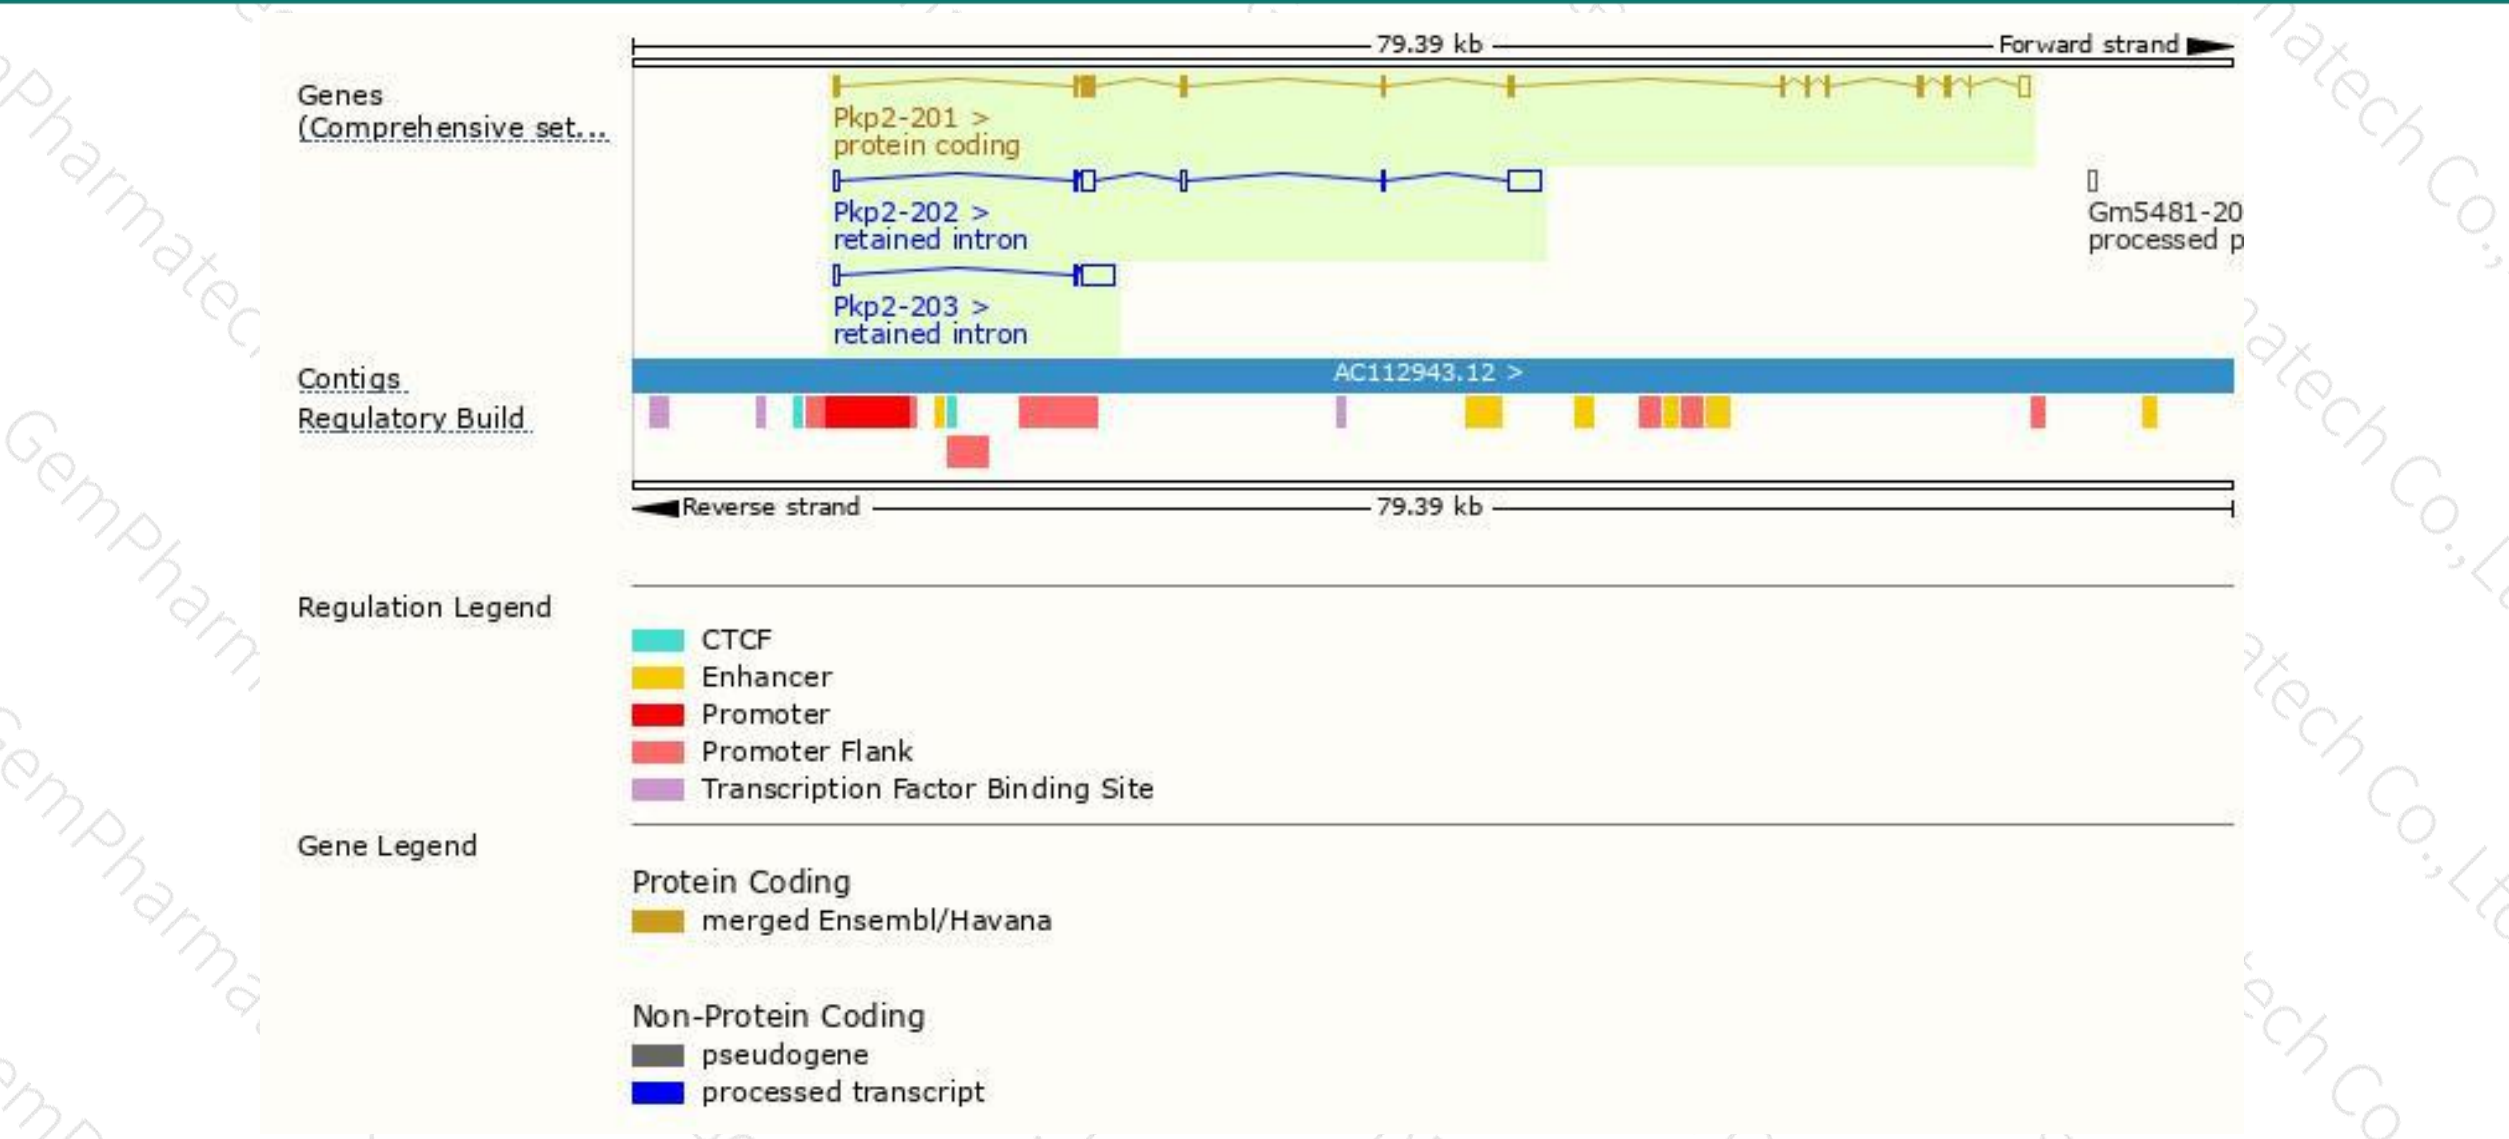 79.39 kb
Forward strand
Genes
(Comprehensive set...
Pkp2-201 >
protein coding
Pkp2-202 >
retained intron
Gm5481-20
processed p
Pkp2-203 >
retained intron
Contigs
AC112943.12 >
Regulatory Build
Reverse strand
79.39 kb
Regulation Legend
CTCF
Enhancer
Promoter
Promoter Flank
Transcription Factor Binding Site
Gene Legend
Protein Coding
merged Ensembl/Havana
Non-Protein Coding
pseudogene
processed transcript
GemPharmatech Co., Ltd